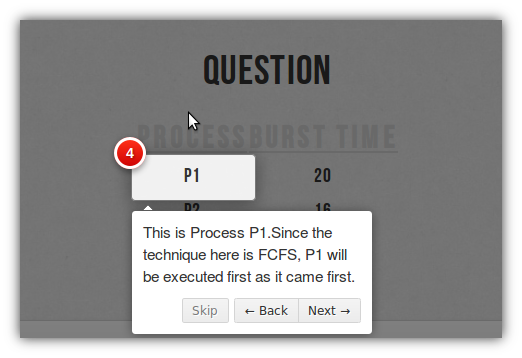 QUESTION
PROCESS BURST TIME
4
P1 20
P2 16
This is Process P1.Since the
technique here is FCFS, P1 will
be executed first as it came first.
Skip ← Back Next →